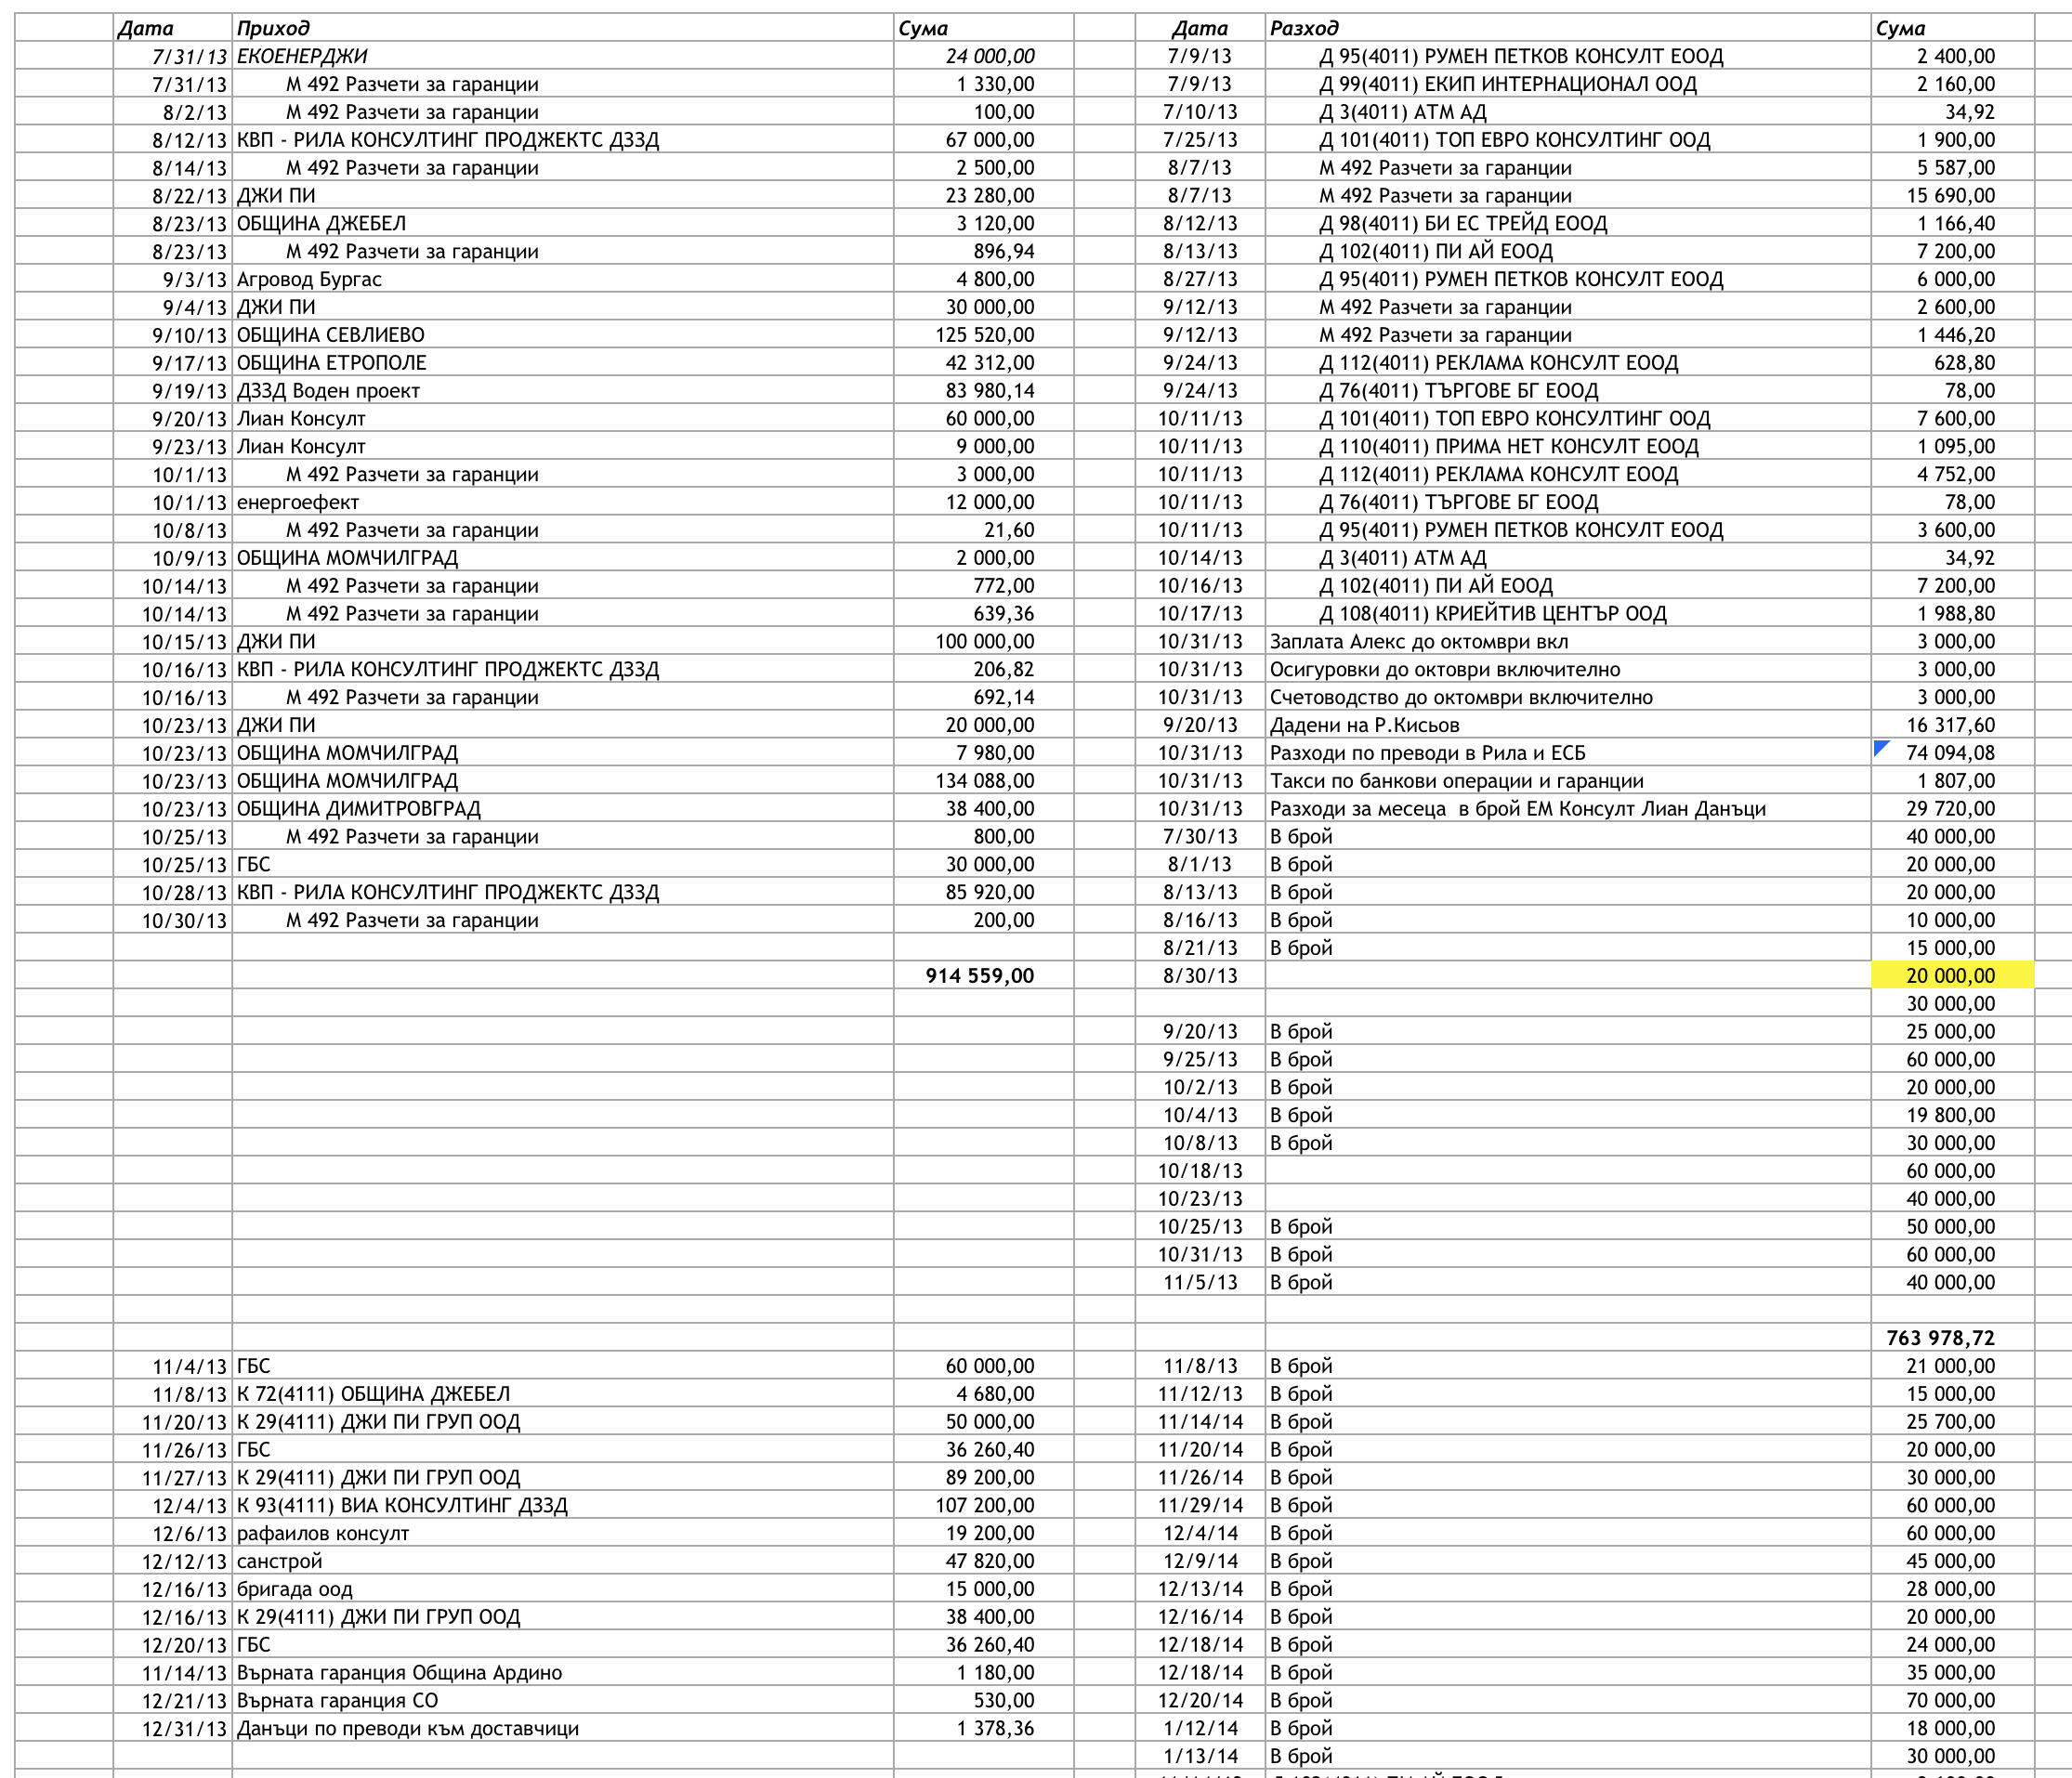 Дата Приход Сума Дата Разход Сума
7/31/13 ЕКОЕНЕРДЖИ 24 000,00 7/9/13 Д 95(4011) РУМЕН ПЕТКОВ КОНСУЛТ ЕООД 2 400,00
7/31/13 М 492 Разчети за гаранции 1 330,00 7/9/13 Д 99(4011) ЕКИП ИНТЕРНАЦИОНАЛ ООД 2 160,00
8/2/13 М 492 Разчети за гаранции 100,00 7/10/13 Д 3(4011) АТМ АД 34,92
8/12/13 КВП - РИЛА КОНСУЛТИНГ ПРОДЖЕКТС ДЗЗД 67 000,00 7/25/13 Д 101(4011) ТОП ЕВРО КОНСУЛТИНГ ООД 1 900,00
8/14/13 М 492 Разчети за гаранции 2 500,00 8/7/13 М 492 Разчети за гаранции 5 587,00
8/22/13 ДЖИ ПИ 23 280,00 8/7/13 М 492 Разчети за гаранции 15 690,00
8/23/13 ОБЩИНА ДЖЕБЕЛ 3 120,00 8/12/13 Д 98(4011) БИ ЕС ТРЕЙД ЕООД 1 166,40
8/23/13 М 492 Разчети за гаранции 896,94 8/13/13 Д 102(4011) ПИ АЙ ЕООД 7 200,00
9/3/13 Агровод Бургас 4 800,00 8/27/13 Д 95(4011) РУМЕН ПЕТКОВ КОНСУЛТ ЕООД 6 000,00
9/4/13 ДЖИ ПИ 30 000,00 9/12/13 М 492 Разчети за гаранции 2 600,00
9/10/13 ОБЩИНА СЕВЛИЕВО 125 520,00 9/12/13 М 492 Разчети за гаранции 1 446,20
9/17/13 ОБЩИНА ЕТРОПОЛЕ 42 312,00 9/24/13 Д 112(4011) РЕКЛАМА КОНСУЛТ ЕООД 628,80
9/19/13 ДЗЗД Воден проект 83 980,14 9/24/13 Д 76(4011) ТЪРГОВЕ БГ ЕООД 78,00
9/20/13 Лиан Консулт 60 000,00 10/11/13 Д 101(4011) ТОП ЕВРО КОНСУЛТИНГ ООД 7 600,00
9/23/13 Лиан Консулт 9 000,00 10/11/13 Д 110(4011) ПРИМА НЕТ КОНСУЛТ ЕООД 1 095,00
10/1/13 М 492 Разчети за гаранции 3 000,00 10/11/13 Д 112(4011) РЕКЛАМА КОНСУЛТ ЕООД 4 752,00
10/1/13 енергоефект 12 000,00 10/11/13 Д 76(4011) ТЪРГОВЕ БГ ЕООД 78,00
10/8/13 М 492 Разчети за гаранции 21,60 10/11/13 Д 95(4011) РУМЕН ПЕТКОВ КОНСУЛТ ЕООД 3 600,00
10/9/13 ОБЩИНА МОМЧИЛГРАД 2 000,00 10/14/13 Д 3(4011) АТМ АД 34,92
10/14/13 М 492 Разчети за гаранции 772,00 10/16/13 Д 102(4011) ПИ АЙ ЕООД 7 200,00
10/14/13 М 492 Разчети за гаранции 639,36 10/17/13 Д 108(4011) КРИЕЙТИВ ЦЕНТЪР ООД 1 988,80
10/15/13 ДЖИ ПИ 100 000,00 10/31/13 Заплата Алекс до октомври вкл 3 000,00
10/16/13 КВП - РИЛА КОНСУЛТИНГ ПРОДЖЕКТС ДЗЗД 206,82 10/31/13 Осигуровки до октоври включително 3 000,00
10/16/13 М 492 Разчети за гаранции 692,14 10/31/13 Счетоводство до октомври включително 3 000,00
10/23/13 ДЖИ ПИ 20 000,00 9/20/13 Дадени на Р.Кисьов 16 317,60
10/23/13 ОБЩИНА МОМЧИЛГРАД 7 980,00 10/31/13 Разходи по преводи в Рила и ЕСБ 74 094,08
10/23/13 ОБЩИНА МОМЧИЛГРАД 134 088,00 10/31/13 Такси по банкови операции и гаранции 1 807,00
10/23/13 ОБЩИНА ДИМИТРОВГРАД 38 400,00 10/31/13 Разходи за месеца в брой ЕМ Консулт Лиан Данъци 29 720,00
10/25/13 М 492 Разчети за гаранции 800,00 7/30/13 В брой 40 000,00
10/25/13 ГБС 30 000,00 8/1/13 В брой 20 000,00
10/28/13 КВП - РИЛА КОНСУЛТИНГ ПРОДЖЕКТС ДЗЗД 85 920,00 8/13/13 В брой 20 000,00
10/30/13 М 492 Разчети за гаранции 200,00 8/16/13 В брой 10 000,00
8/21/13 В брой 15 000,00
914 559,00 8/30/13 20 000,00
30 000,00
9/20/13 В брой 25 000,00
9/25/13 В брой 60 000,00
10/2/13 В брой 20 000,00
10/4/13 В брой 19 800,00
10/8/13 В брой 30 000,00
10/18/13 60 000,00
10/23/13 40 000,00
10/25/13 В брой 50 000,00
10/31/13 В брой 60 000,00
11/5/13 В брой 40 000,00
763 978,72
11/4/13 ГБС 60 000,00 11/8/13 В брой 21 000,00
11/8/13 К 72(4111) ОБЩИНА ДЖЕБЕЛ 4 680,00 11/12/13 В брой 15 000,00
11/20/13 К 29(4111) ДЖИ ПИ ГРУП ООД 50 000,00 11/14/14 В брой 25 700,00
11/26/13 ГБС 36 260,40 11/20/14 В брой 20 000,00
11/27/13 К 29(4111) ДЖИ ПИ ГРУП ООД 89 200,00 11/26/14 В брой 30 000,00
12/4/13 К 93(4111) ВИА КОНСУЛТИНГ ДЗЗД 107 200,00 11/29/14 В брой 60 000,00
12/6/13 рафаилов консулт 19 200,00 12/4/14 В брой 60 000,00
12/12/13 санстрой 47 820,00 12/9/14 В брой 45 000,00
12/16/13 бригада оод 15 000,00 12/13/14 В брой 28 000,00
12/16/13 К 29(4111) ДЖИ ПИ ГРУП ООД 38 400,00 12/16/14 В брой 20 000,00
12/20/13 ГБС 36 260,40 12/18/14 В брой 24 000,00
11/14/13 Върната гаранция Община Ардино 1 180,00 12/18/14 В брой 35 000,00
12/21/13 Върната гаранция СО 530,00 12/20/14 В брой 70 000,00
12/31/13 Данъци по преводи към доставчици 1 378,36 1/12/14 В брой 18 000,00
1/13/14 В брой 30 000,00